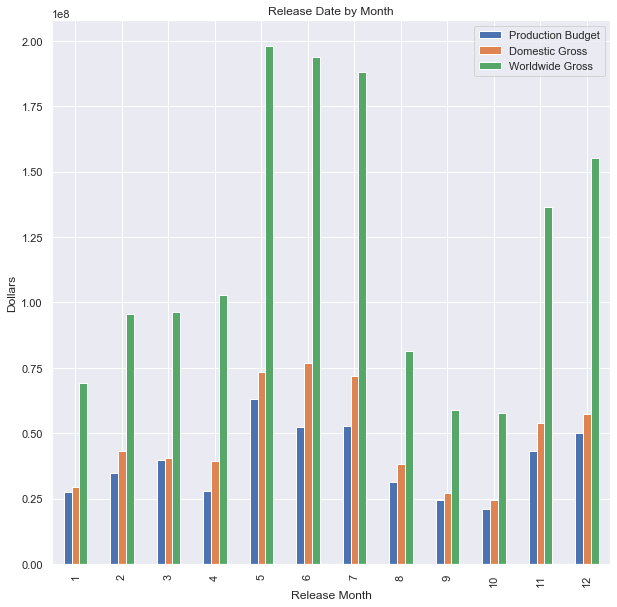 Release Date by Month
1e8
Production Budget
Domestic Gross
Worldwide Gross
2.00
1.75
1.50
1.25
1.00
0.75
0.50
0.25
0.00
Dollars
1 2 3 4 5 6 7 8 9 10 11 12
Release Month